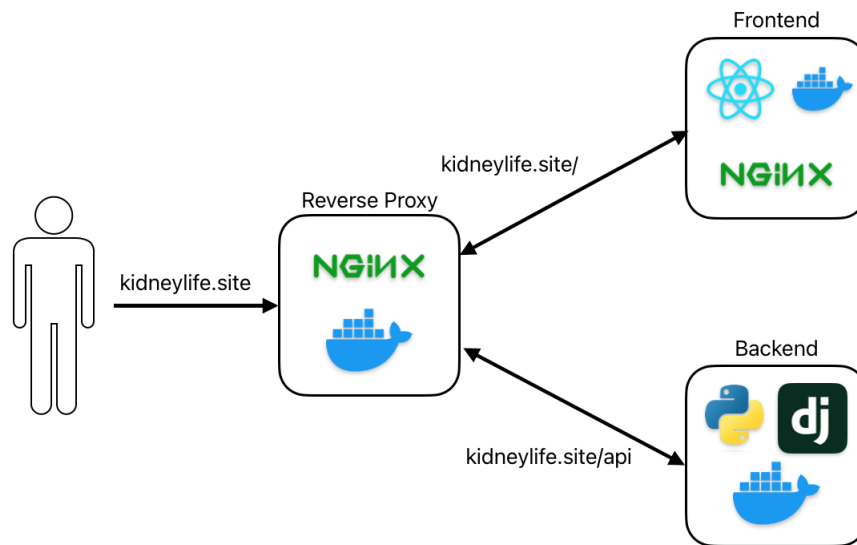 Frontend
kidneylife.site/
NGINX
Reverse Proxy
NGINX
kidneylife.site
Backend
dj
kidneylife.site/api